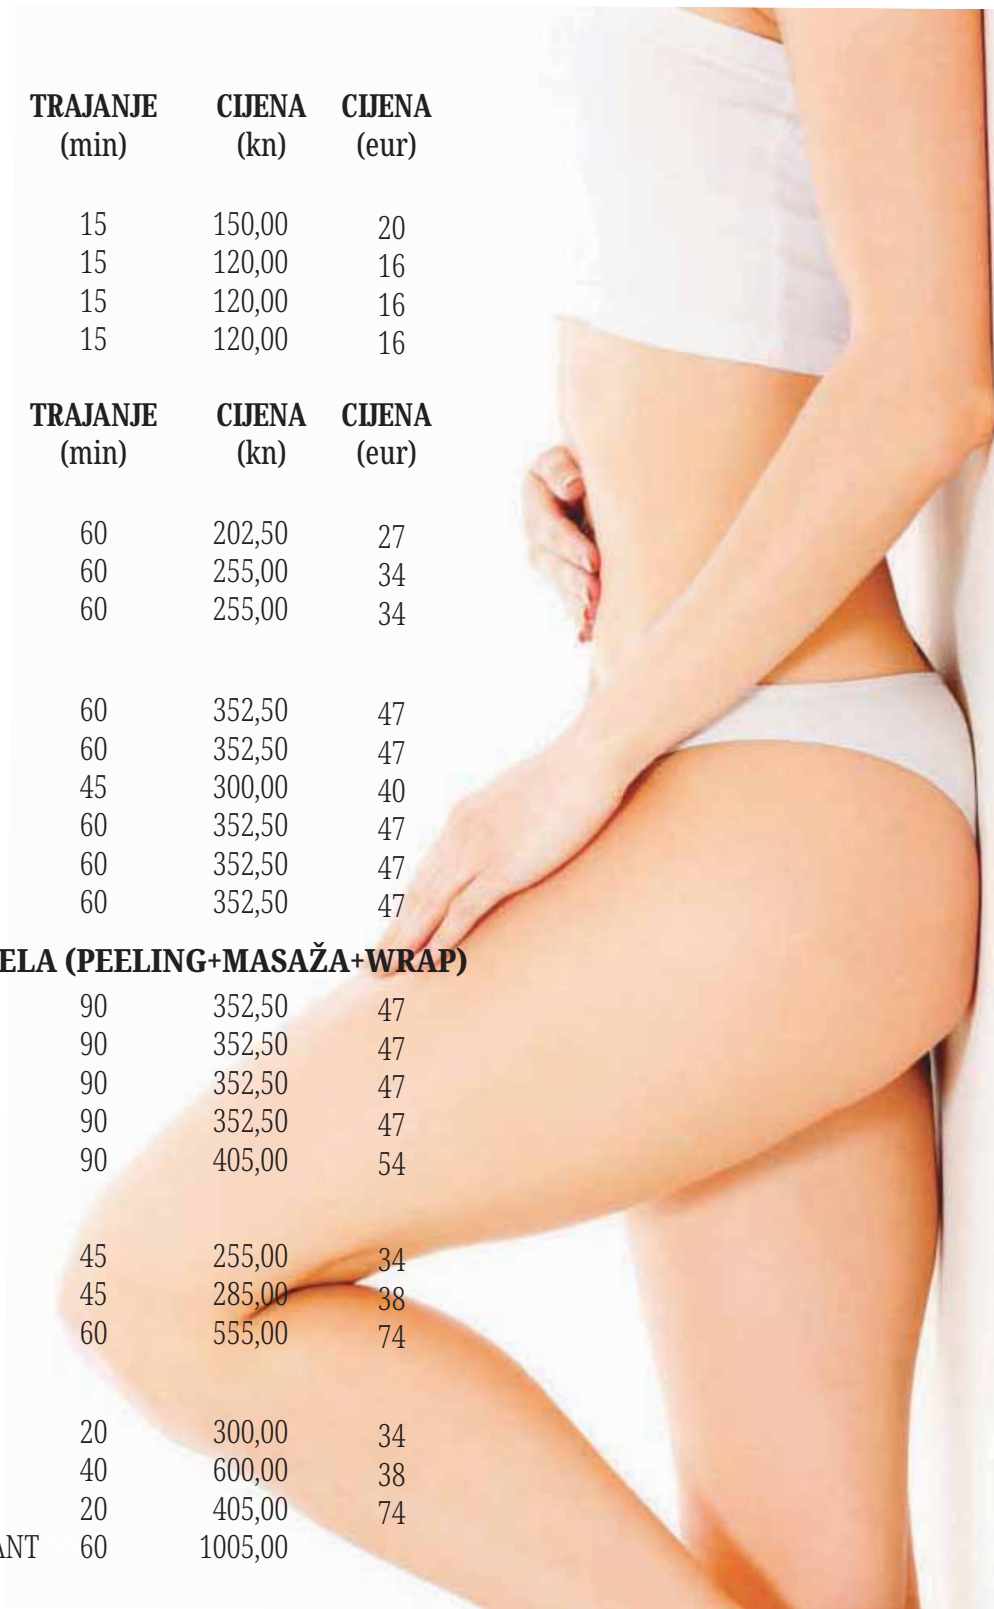 TRAJANJE CIJENA CIJENA
(min) (kn) (eur)
15 150,00 20
15 120,00 16
15 120,00 16
15 120,00 16
TRAJANJE CIJENA CIJENA
(min) (kn) (eur)
60 202,50 27
60 255,00 34
60 255,00 34
60 352,50 47
60 352,50 47
45 300,00 40
60 352,50 47
60 352,50 47
60 352,50 47
ELA (PEELING+MASAŽA+WRAP)
90 352,50 47
90 352,50 47
90 352,50 47
90 352,50 47
90 405,00 54
45 255,00 34
45 285,00 38
60 555,00 74
20 300,00 34
40 600,00 38
20 405,00 74
ANT 60 1005,00